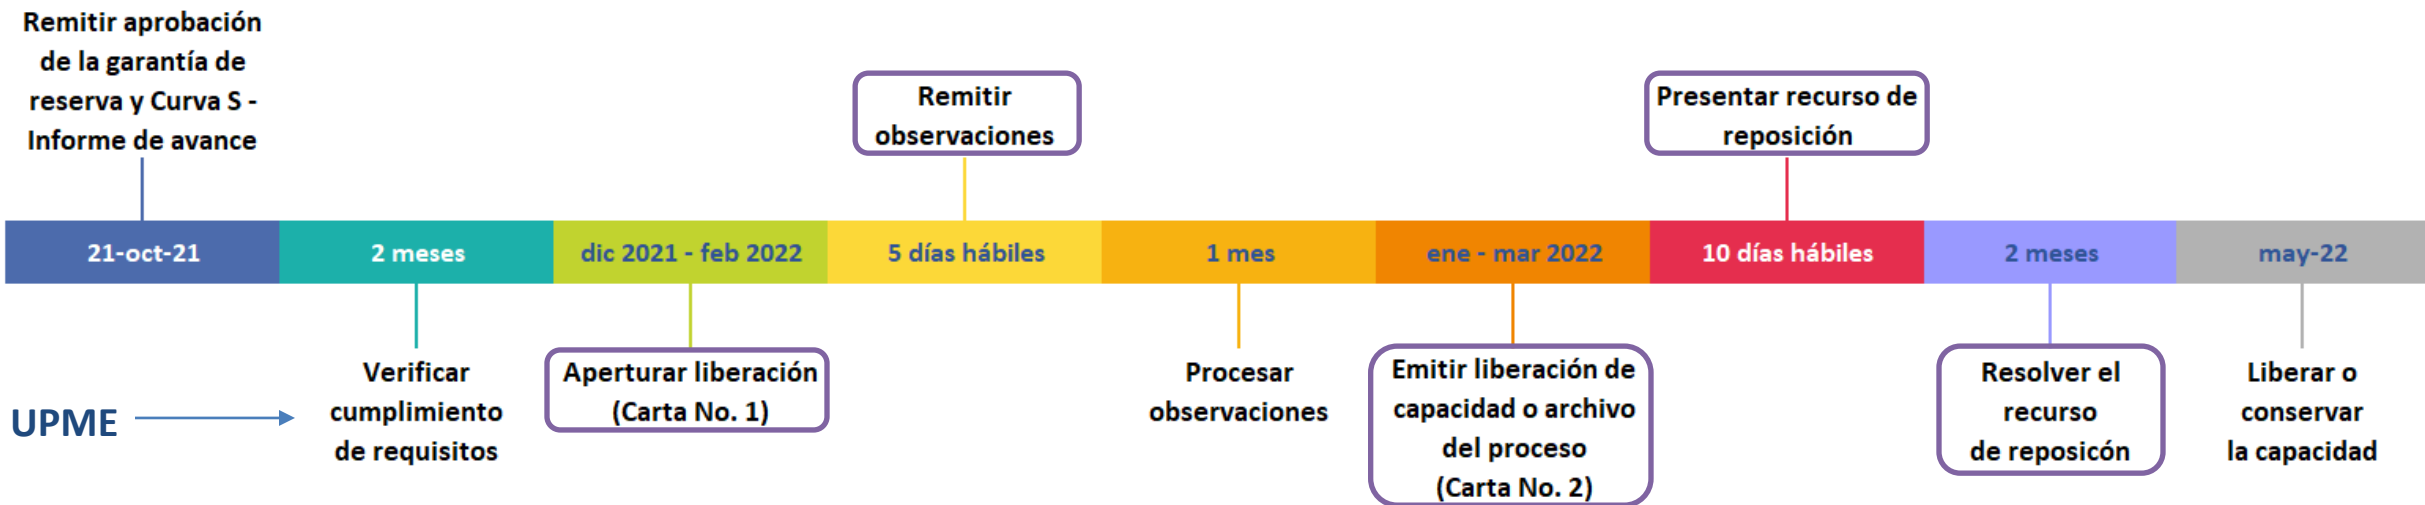 Remitir aprobación
de la garantía de
reserva y Curva S -
Informe de avance
Remitir
observaciones
Presentar recurso de
reposición
21-oct-21
2 meses
dic 2021 - feb 2022
5 días hábiles
1 mes
ene - mar 2022
10 días hábiles
2 meses
may-22
UPME
Verificar
cumplimiento
de requisitos
Aperturar liberación
(Carta No. 1)
Procesar
observaciones
Emitir liberación de
capacidad o archivo
del proceso
(Carta No. 2)
Resolver el
recurso
de reposicón
Liberar o
conservar
la capacidad